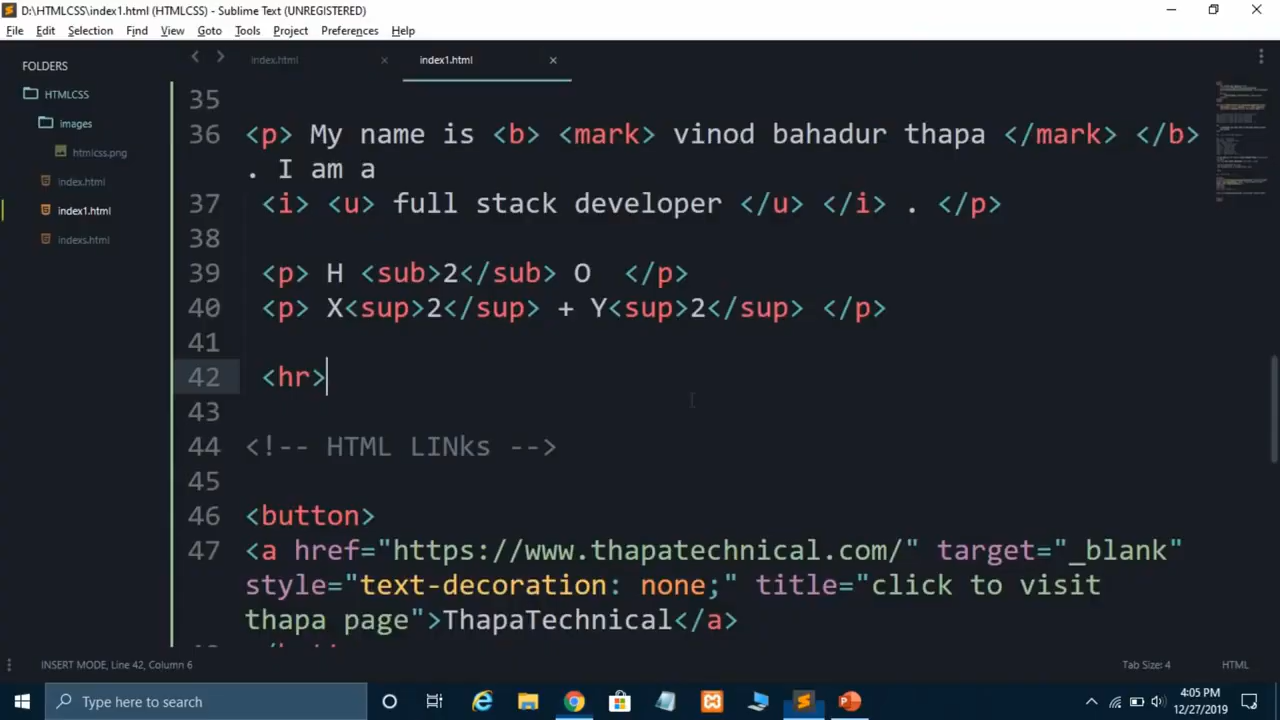 D:\HTMLCSS\index1.html (HTMLCSS) - Sublime Text (UNREGISTERED)
File Edit Selection Find View Goto Tools Project Preferences Help
FOLDERS
HTMLCSS
images
htmlcss.png
index.html
index1.html
indexs.html
index.html
index1.html
35
36 <p> My name is <b> <mark> vinod bahadur thapa </mark> </b>
. I am a
37 <i> <u> full stack developer </u> </i> . </p>
38
39 <p> H <sub>2</sub> O </p>
40 <p> X<sup>2</sup> + Y<sup>2</sup> </p>
41
42 <hr>
43
44 <!-- HTML LINks -->
45
46 <button>
47 <a href="https://www.thapatechnical.com/" target="_blank"
style="text-decoration: none;" title="click to visit
thapa page">ThapaTechnical</a>
INSERT MODE, Line 42, Column 6
Tab Size: 4
HTML
Type here to search
4:05 PM
12/27/2019